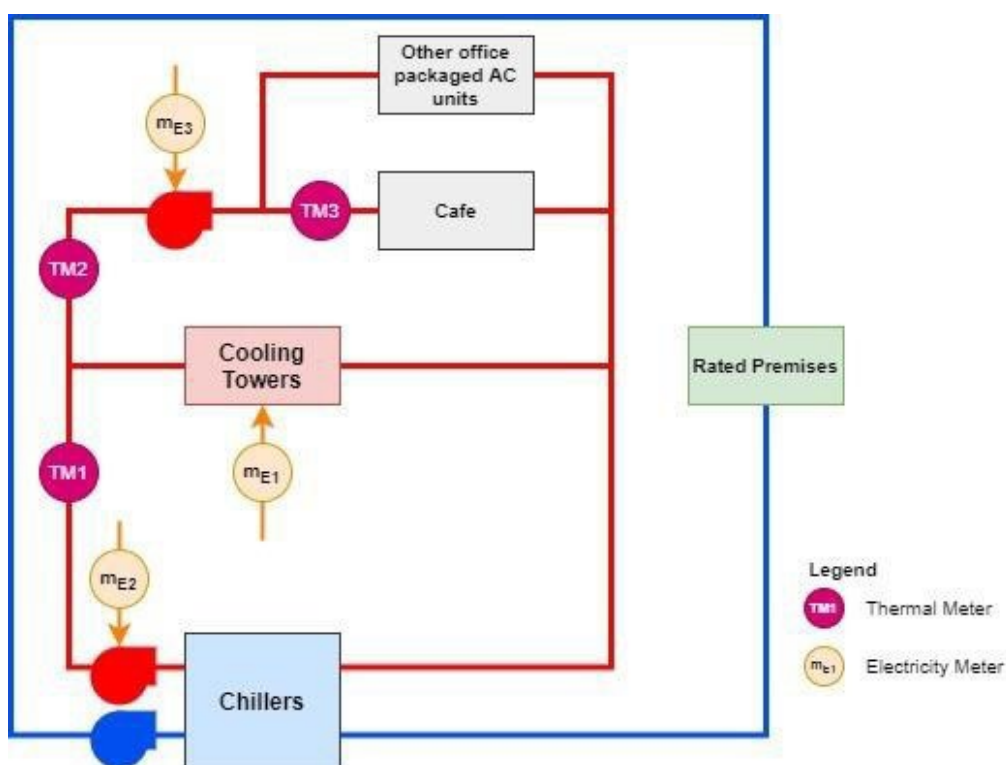 Other office
packaged AC
units
mE3
TM3
Cafe
TM2
Cooling
Towers
Rated Premises
TM1
mE1
mE2
Legend
TM1 Thermal Meter
mE1 Electricity Meter
Chillers